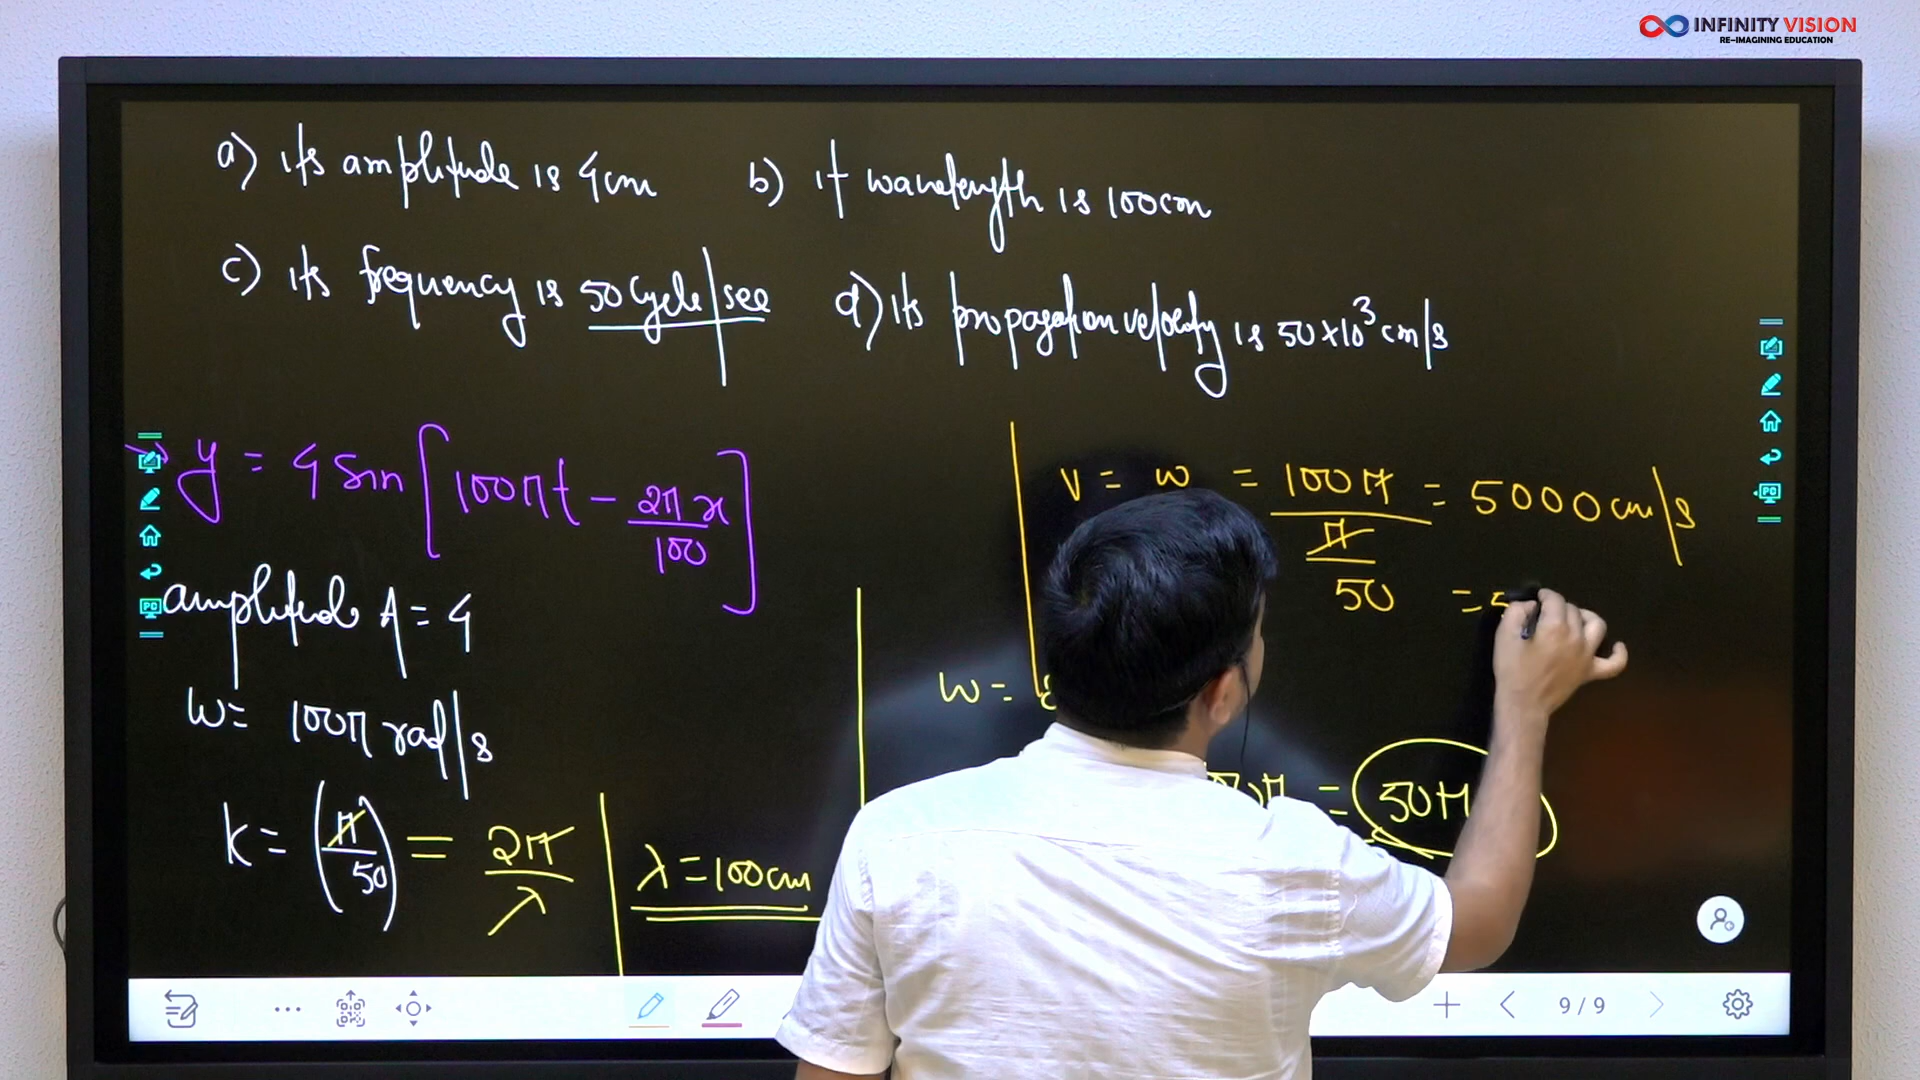 INFINITY VISION
RE-IMAGINING EDUCATION
a) its amplitude is 4cm b) it wavelength is 100cm
c) its frequency is 50 cycle/sec d) its propagation velocity is 50×10³ cm/s
y = 4 sin [100πt - 2πx/100]
v = w = 100π/(π/50) = 5000 cm/s
amplitude A = 4
w = 100π rad/s
w =
k = (π/50) = 2π/λ
λ = 100cm
= 50H
9/9